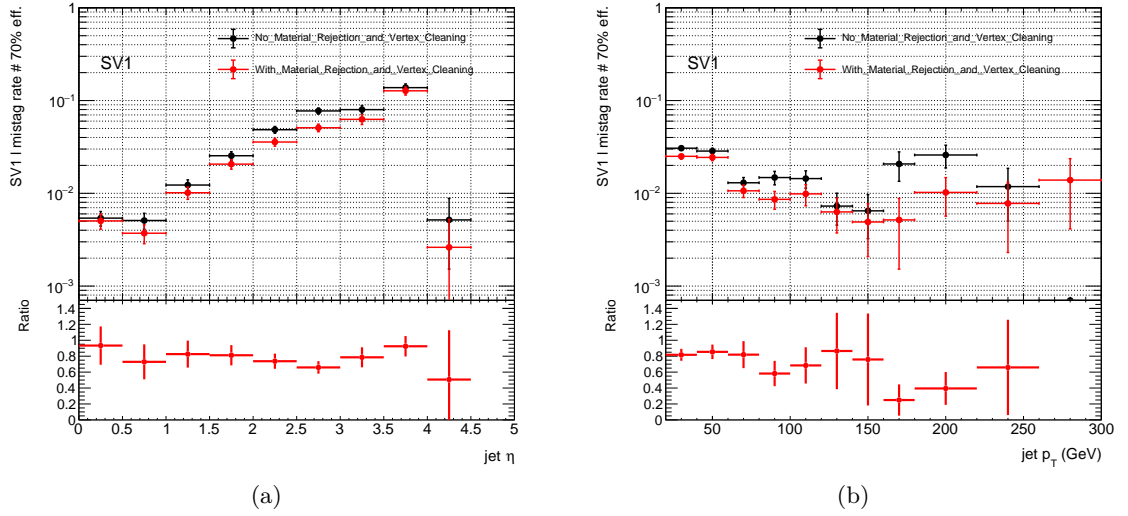 1
10−1
10−2
10−3
SV1 l mistag rate # 70% eff.
SV1
No_Material_Rejection_and_Vertex_Cleaning
With_Material_Rejection_and_Vertex_Cleaning
Ratio
1.4
1.2
1
0.8
0.6
0.4
0.2
0
0 0.5 1 1.5 2 2.5 3 3.5 4 4.5 5
jet η
(a)
1
10−1
10−2
10−3
SV1 l mistag rate # 70% eff.
SV1
No_Material_Rejection_and_Vertex_Cleaning
With_Material_Rejection_and_Vertex_Cleaning
Ratio
1.4
1.2
1
0.8
0.6
0.4
0.2
0
50 100 150 200 250 300
jet pT (GeV)
(b)